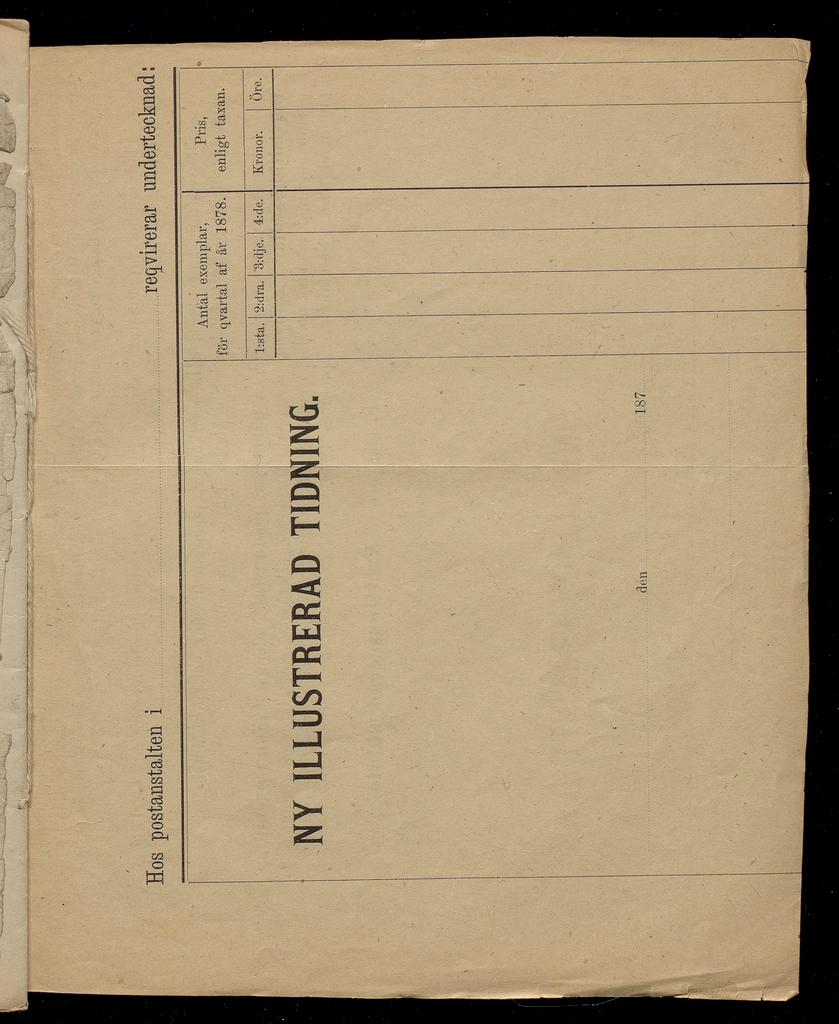 Hos postanstalten i reqvirerar undertecknad:
Antal exemplar,
för qvartal af år 1878.
Pris,
enligt taxan.
1:sta. 2:dra. 3:dje. 4:de. Kronor. Öre.
NY ILLUSTRERAD TIDNING.
den 187